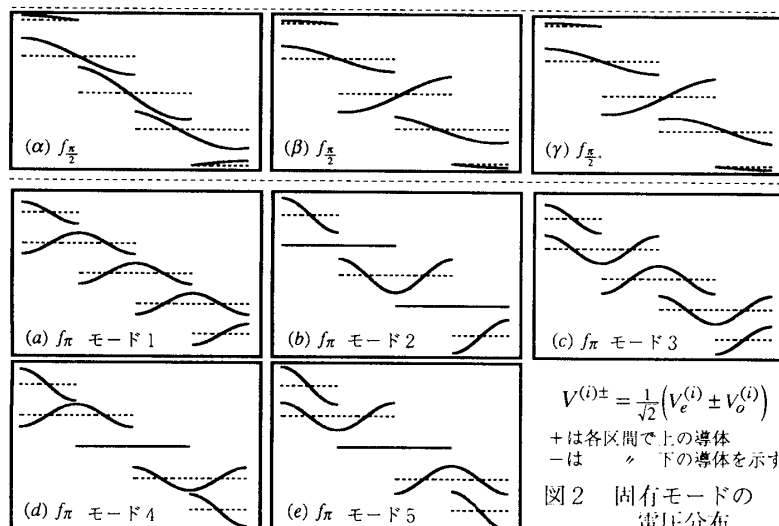 (α) f_{π/2}
(β) f_{π/2}
(γ) f_{π/2}.
(a) f_π モード1
(b) f_π モード2
(c) f_π モード3
(d) f_π モード4
(e) f_π モード5
V^{(i)±} = \frac{1}{\sqrt{2}}(V_e^{(i)} ± V_o^{(i)})
+は各区間で上の導体
−は 〃 下の導体を示す
図2 固有モードの
電圧分布